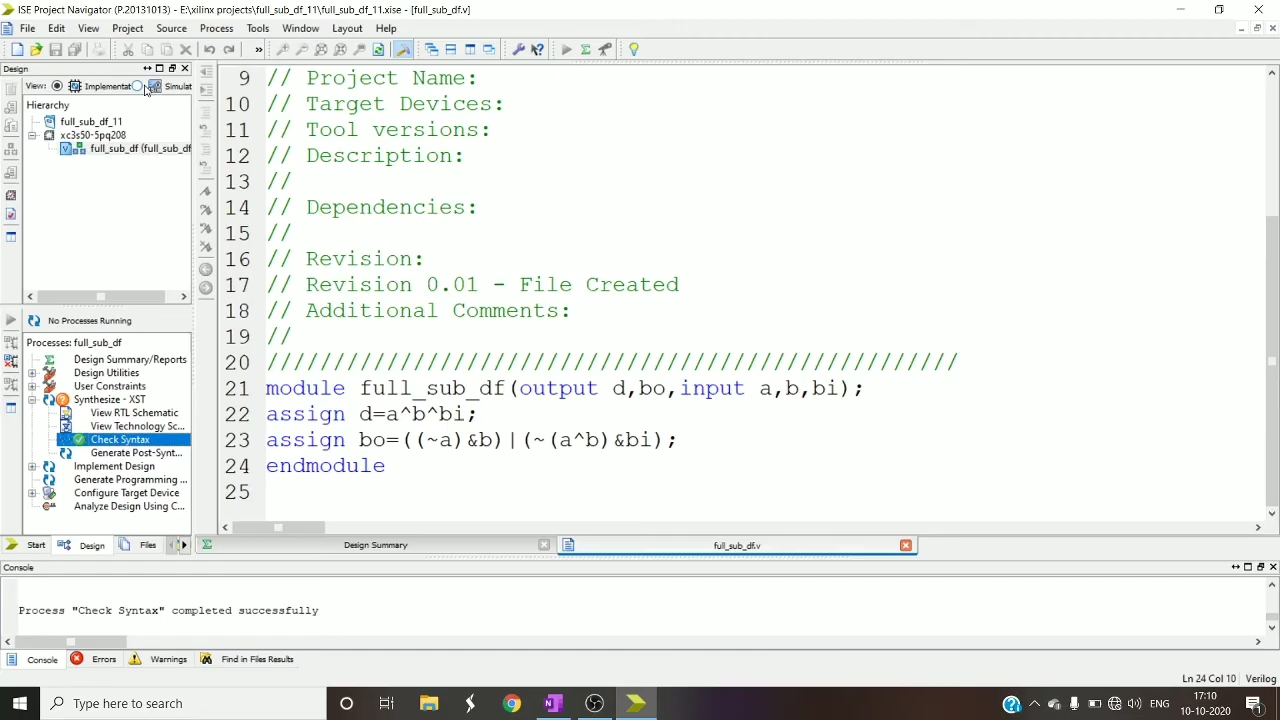 ISE Project Navigator (P.20131013) - E:\xilinx projects\full_sub_df_11\full_sub_df_11.xise - [full_sub_df.v]
File Edit View Project Source Process Tools Window Layout Help
Design
View: Implementat Simulat
Hierarchy
full_sub_df_11
xc3s50-5pq208
full_sub_df (full_sub_df
No Processes Running
Processes: full_sub_df
Design Summary/Reports
Design Utilities
User Constraints
Synthesize - XST
View RTL Schematic
View Technology Sc...
Check Syntax
Generate Post-Synt...
Implement Design
Generate Programming ...
Configure Target Device
Analyze Design Using C...
Start Design Files
9 // Project Name:
10 // Target Devices:
11 // Tool versions:
12 // Description:
13 //
14 // Dependencies:
15 //
16 // Revision:
17 // Revision 0.01 - File Created
18 // Additional Comments:
19 //
20 ////////////////////////////////////////////////////
21 module full_sub_df(output d,bo,input a,b,bi);
22 assign d=a^b^bi;
23 assign bo=((~a)&b)|(~(a^b)&bi);
24 endmodule
25
Design Summary full_sub_df.v
Console
Process "Check Syntax" completed successfully
Console Errors Warnings Find in Files Results
Ln 24 Col 10 Verilog
Type here to search
ENG
17:10
10-10-2020